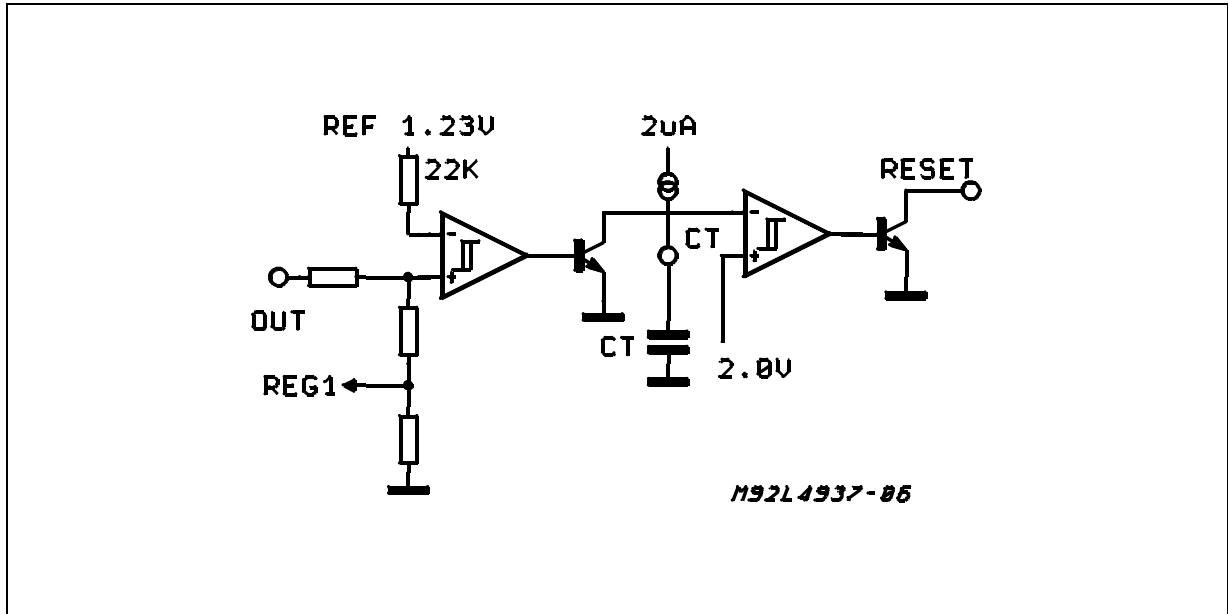 REF 1.23V
2uA
22K
RESET
-
-
CT
+
+
OUT
CT
2.0V
REG1
M92L4937-06